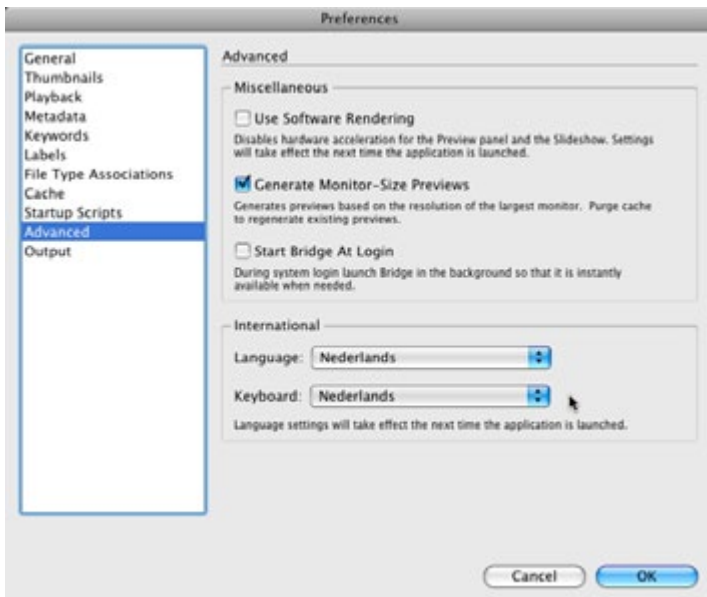 Preferences
General
Thumbnails
Playback
Metadata
Keywords
Labels
File Type Associations
Cache
Startup Scripts
Advanced
Output
Advanced
Miscellaneous
Use Software Rendering
Disables hardware acceleration for the Preview panel and the Slideshow. Settings
will take effect the next time the application is launched.
Generate Monitor-Size Previews
Generates previews based on the resolution of the largest monitor. Purge cache
to regenerate existing previews.
Start Bridge At Login
During system login launch Bridge in the background so that it is instantly
available when needed.
International
Language: Nederlands
Keyboard: Nederlands
Language settings will take effect the next time the application is launched.
Cancel OK